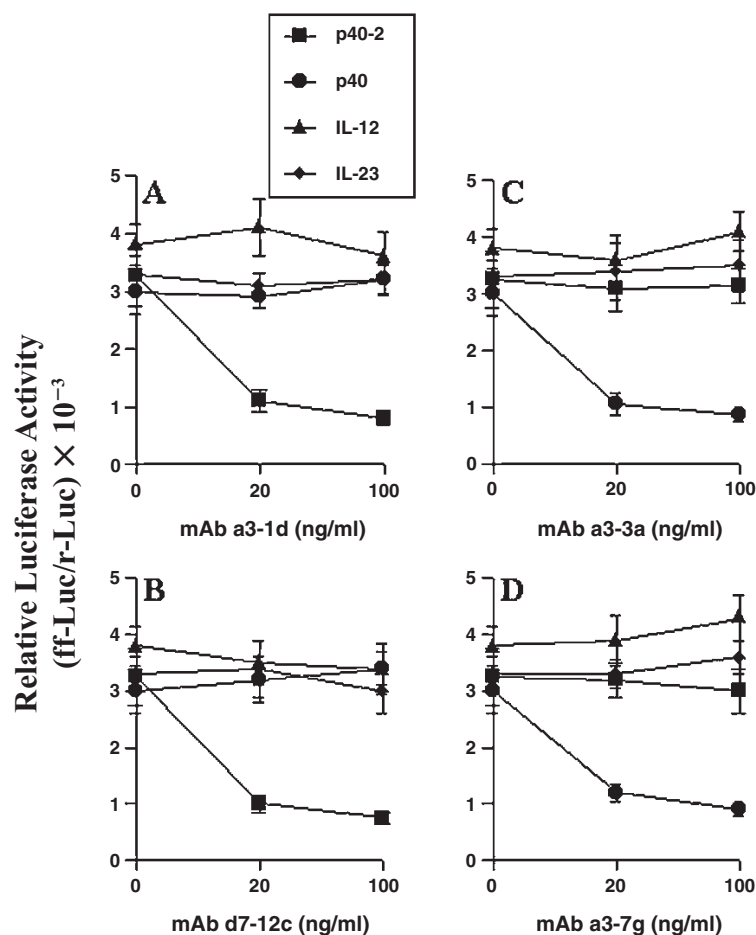 p40-2
p40
IL-12
IL-23
Relative Luciferase Activity
(ff-Luc/r-Luc) × 10⁻³
A
5
4
3
2
1
0
0 20 100
mAb a3-1d (ng/ml)
C
5
4
3
2
1
0
0 20 100
mAb a3-3a (ng/ml)
B
5
4
3
2
1
0
0 20 100
mAb d7-12c (ng/ml)
D
5
4
3
2
1
0
0 20 100
mAb a3-7g (ng/ml)